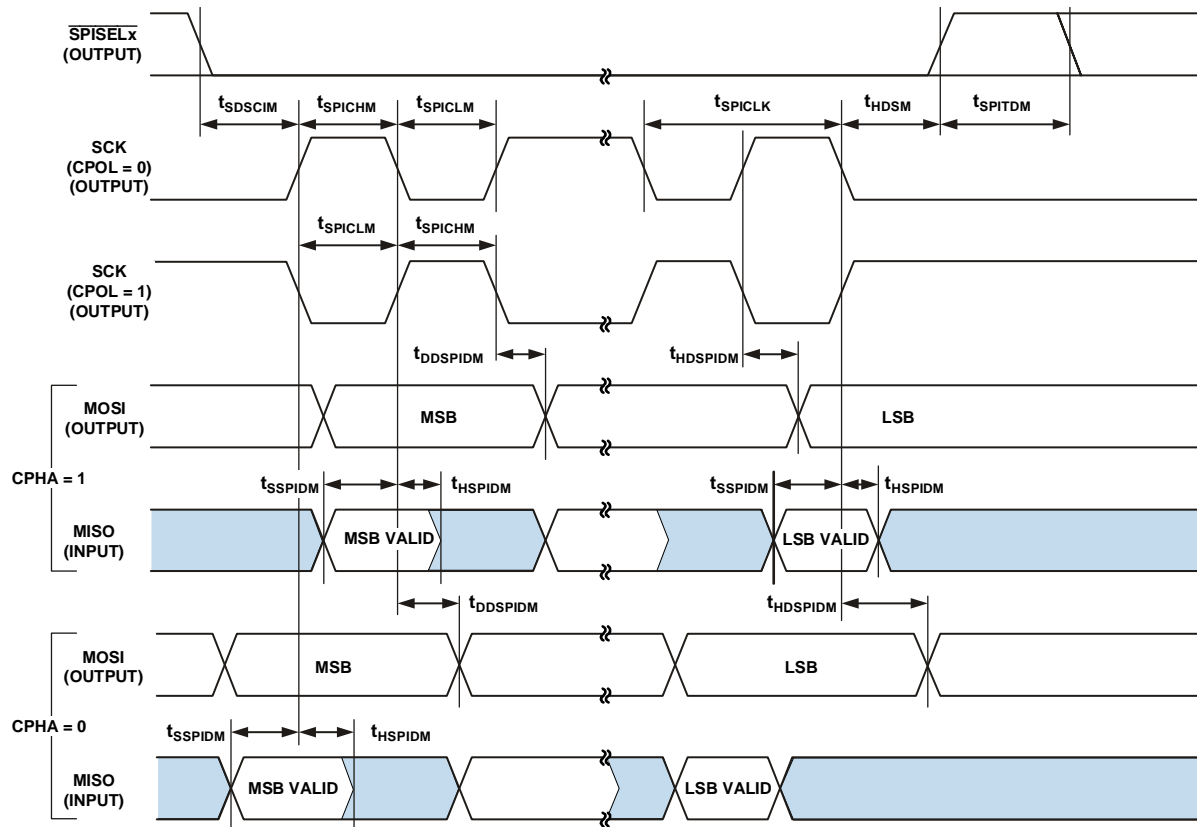 SPISELx
(OUTPUT)
tSDSCIM tSPICHM tSPICLM tSPICLK tHDSM tSPITDM
SCK
(CPOL = 0)
(OUTPUT)
tSPICLM tSPICHM
SCK
(CPOL = 1)
(OUTPUT)
tDDSPIDM tHDSPIDM
CPHA = 1
MOSI
(OUTPUT)
MSB LSB
tSSPIDM tHSPIDM tSSPIDM tHSPIDM
MISO
(INPUT)
MSB VALID LSB VALID
tDDSPIDM tHDSPIDM
CPHA = 0
MOSI
(OUTPUT)
MSB LSB
tSSPIDM tHSPIDM
MISO
(INPUT)
MSB VALID LSB VALID